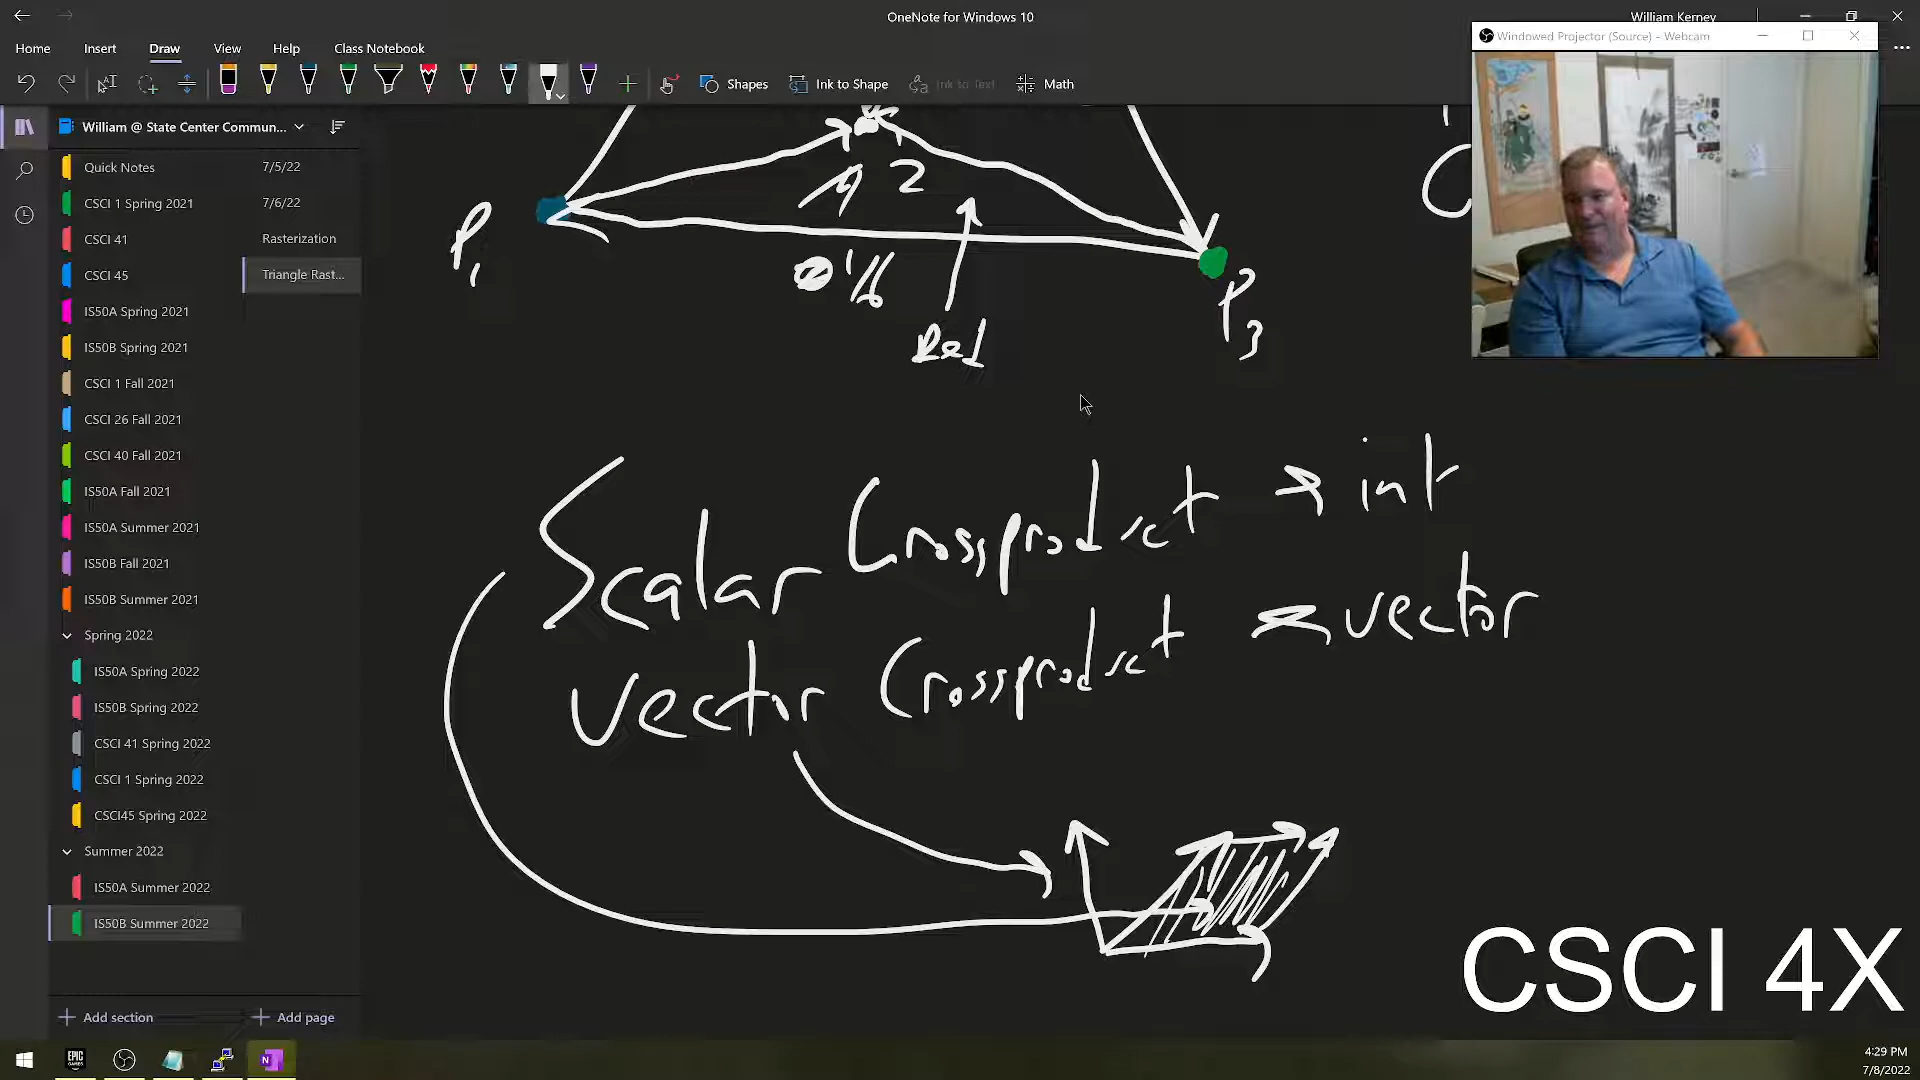 OneNote for Windows 10
William Kerney
Windowed Projector (Source) - Webcam
Home Insert Draw View Help Class Notebook
Shapes Ink to Shape Ink to Text Math
William @ State Center Commun...
Quick Notes
CSCI 1 Spring 2021
CSCI 41
CSCI 45
IS50A Spring 2021
IS50B Spring 2021
CSCI 1 Fall 2021
CSCI 26 Fall 2021
CSCI 40 Fall 2021
IS50A Fall 2021
IS50A Summer 2021
IS50B Fall 2021
IS50B Summer 2021
Spring 2022
IS50A Spring 2022
IS50B Spring 2022
CSCI 41 Spring 2022
CSCI 1 Spring 2022
CSCI45 Spring 2022
Summer 2022
IS50A Summer 2022
IS50B Summer 2022
Add section
7/5/22
7/6/22
Rasterization
Triangle Rast...
Add page
P1
A2
Red
P3
Scalar Crossproduct → int
Vector Crossproduct ← vector
CSCI 4X
EPIC GAMES
N
4:29 PM
7/8/2022